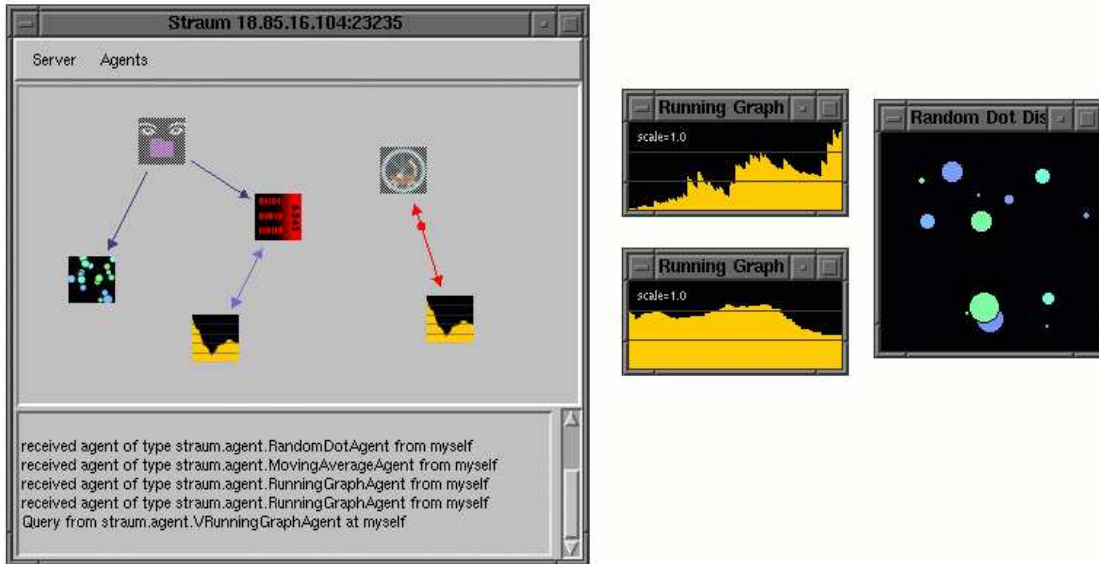 Straum 18.85.16.104:23235
Server Agents
received agent of type straum.agent.RandomDotAgent from myself
received agent of type straum.agent.MovingAverageAgent from myself
received agent of type straum.agent.RunningGraphAgent from myself
received agent of type straum.agent.RunningGraphAgent from myself
Query from straum.agent.VRunningGraphAgent at myself
Running Graph
scale=1.0
Running Graph
scale=1.0
Random Dot Dis